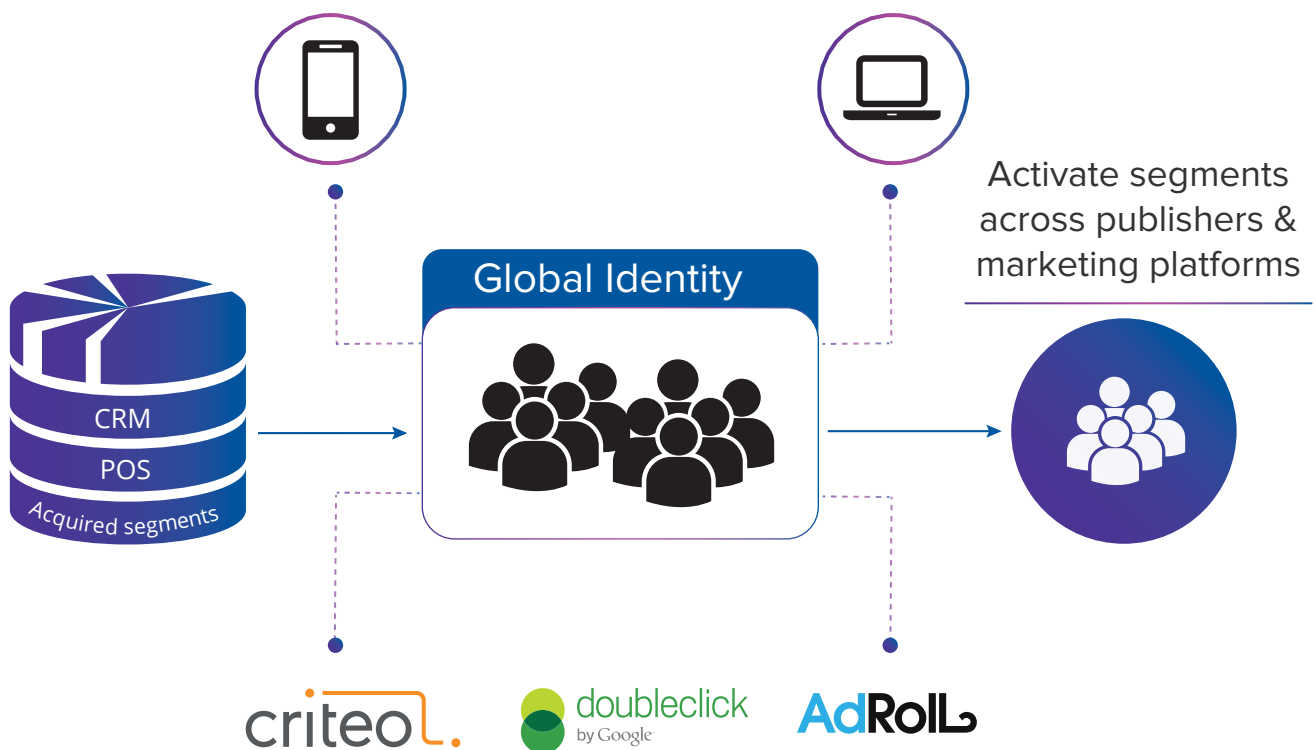 Activate segments
across publishers &
marketing platforms
Global Identity
CRM
POS
Acquired segments
criteo
doubleclick
by Google
AdRoll